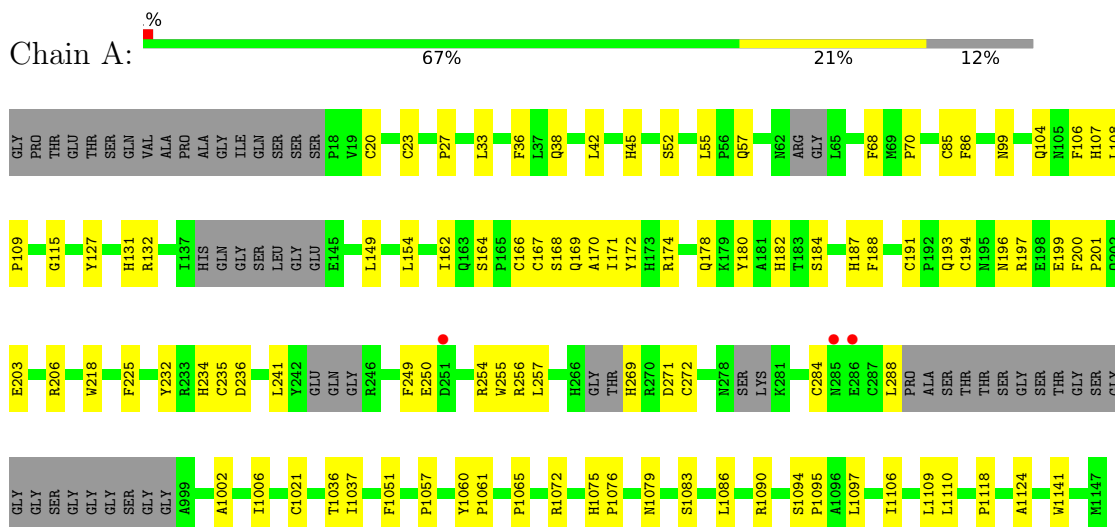 %
Chain A:
67% 21% 12%
GLY PRO THR GLU THR SER GLN VAL ALA PRO ALA GLY ILE GLN SER SER SER P18 V19 C20 C23 P27 L33 F36 L37 Q38 L42 H45 S52 L55 P56 Q57 N62 ARG GLY L65 F68 M69 P70 C85 F86 N99 Q104 N105 F106 H107 L108
P109 G115 Y127 H131 R132 I137 HIS GLN GLY SER LEU GLY GLU E145 L149 L154 I162 Q163 S164 P165 C166 C167 S168 Q169 A170 I171 Y172 H173 R174 Q178 K179 Y180 A181 H182 T183 S184 H187 F188 C191 P192 Q193 C194 N195 N196 R197 E198 E199 F200 P201
E203 R206 W218 F225 Y232 R233 H234 C235 D236 L241 Y242 GLU GLN GLY R246 F249 E250 D251 R254 W255 R256 L257 H266 GLY THR H269 R270 D271 C272 N278 SER LYS K281 C284 N285 E286 C287 L288 PRO ALA SER THR THR SER GLY SER THR GLY SER GLY
GLY GLY SER GLY GLY GLY SER GLY GLY A999 A1002 I1006 C1021 T1036 I1037 F1051 P1057 Y1060 P1061 P1065 R1072 H1075 P1076 N1079 S1083 L1086 R1090 S1094 P1095 A1096 L1097 I1106 L1109 L1110 P1118 A1124 W1141 M1147